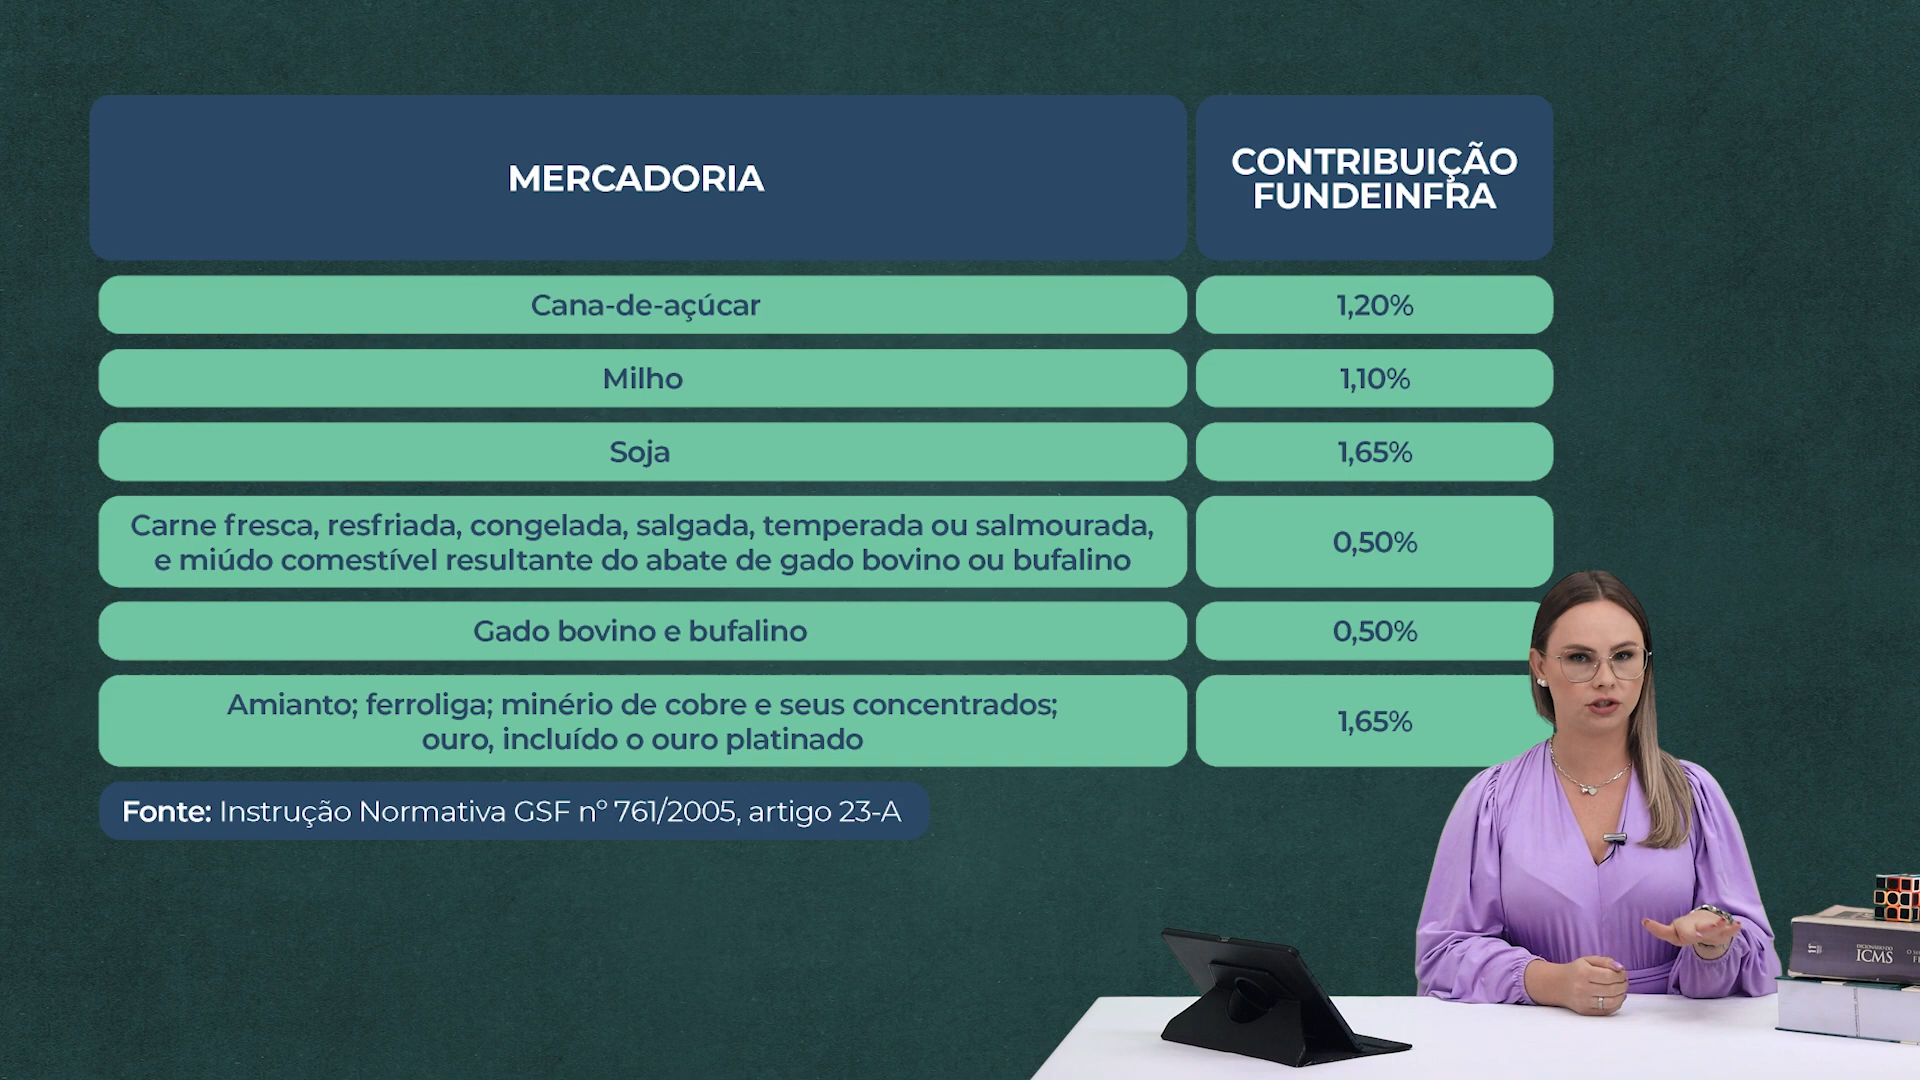 MERCADORIA
CONTRIBUIÇÃO
FUNDEINFRA
Cana-de-açúcar
1,20%
Milho
1,10%
Soja
1,65%
Carne fresca, resfriada, congelada, salgada, temperada ou salmourada,
e miúdo comestível resultante do abate de gado bovino ou bufalino
0,50%
Gado bovino e bufalino
0,50%
Amianto; ferroliga; minério de cobre e seus concentrados;
ouro, incluído o ouro platinado
1,65%
Fonte: Instrução Normativa GSF nº 761/2005, artigo 23-A
ICMS